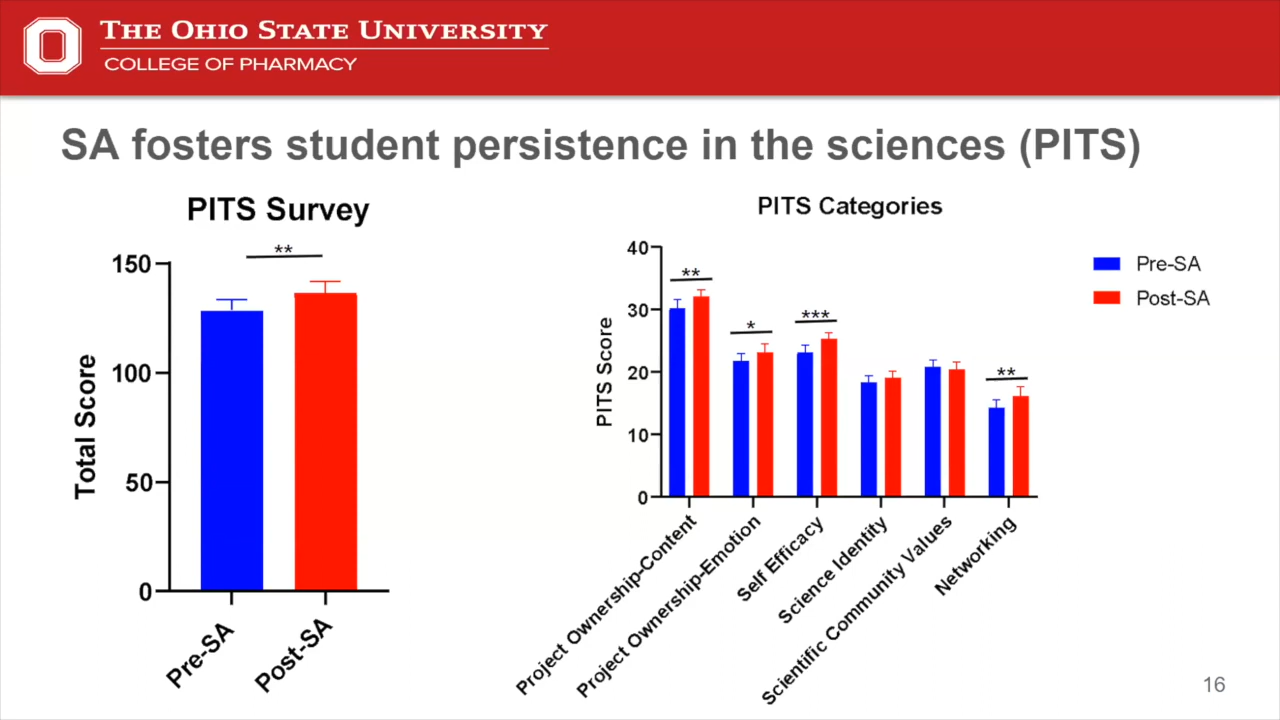 THE OHIO STATE UNIVERSITY
COLLEGE OF PHARMACY
SA fosters student persistence in the sciences (PITS)
PITS Survey
**
150
100
50
0
Total Score
Pre-SA
Post-SA
PITS Categories
40
30
20
10
0
PITS Score
**
*
***
**
Project Ownership-Content
Project Ownership-Emotion
Self Efficacy
Science Identity
Scientific Community Values
Networking
Pre-SA
Post-SA
16